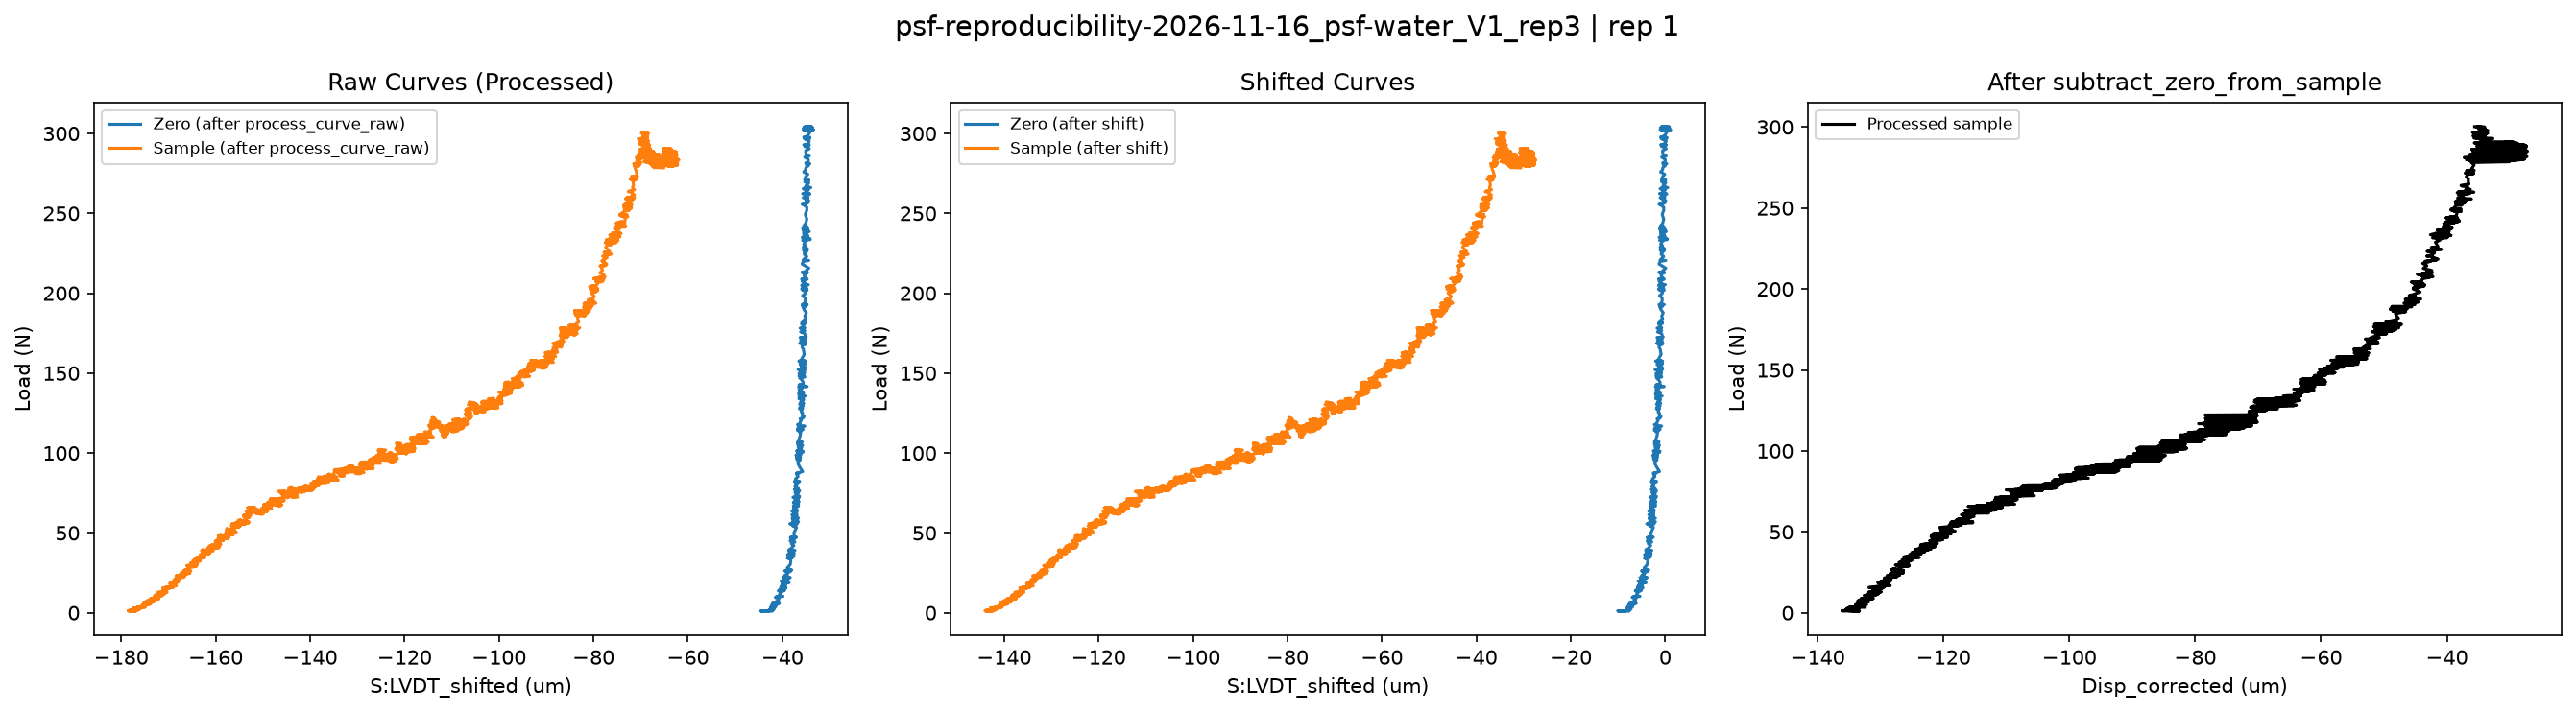 psf-reproducibility-2026-11-16_psf-water_V1_rep3 | rep 1
Raw Curves (Processed)
Zero (after process_curve_raw)
Sample (after process_curve_raw)
Load (N)
300
250
200
150
100
50
0
−180 −160 −140 −120 −100 −80 −60 −40
S:LVDT_shifted (um)
Shifted Curves
Zero (after shift)
Sample (after shift)
Load (N)
300
250
200
150
100
50
0
−140 −120 −100 −80 −60 −40 −20 0
S:LVDT_shifted (um)
After subtract_zero_from_sample
Processed sample
Load (N)
300
250
200
150
100
50
0
−140 −120 −100 −80 −60 −40
Disp_corrected (um)